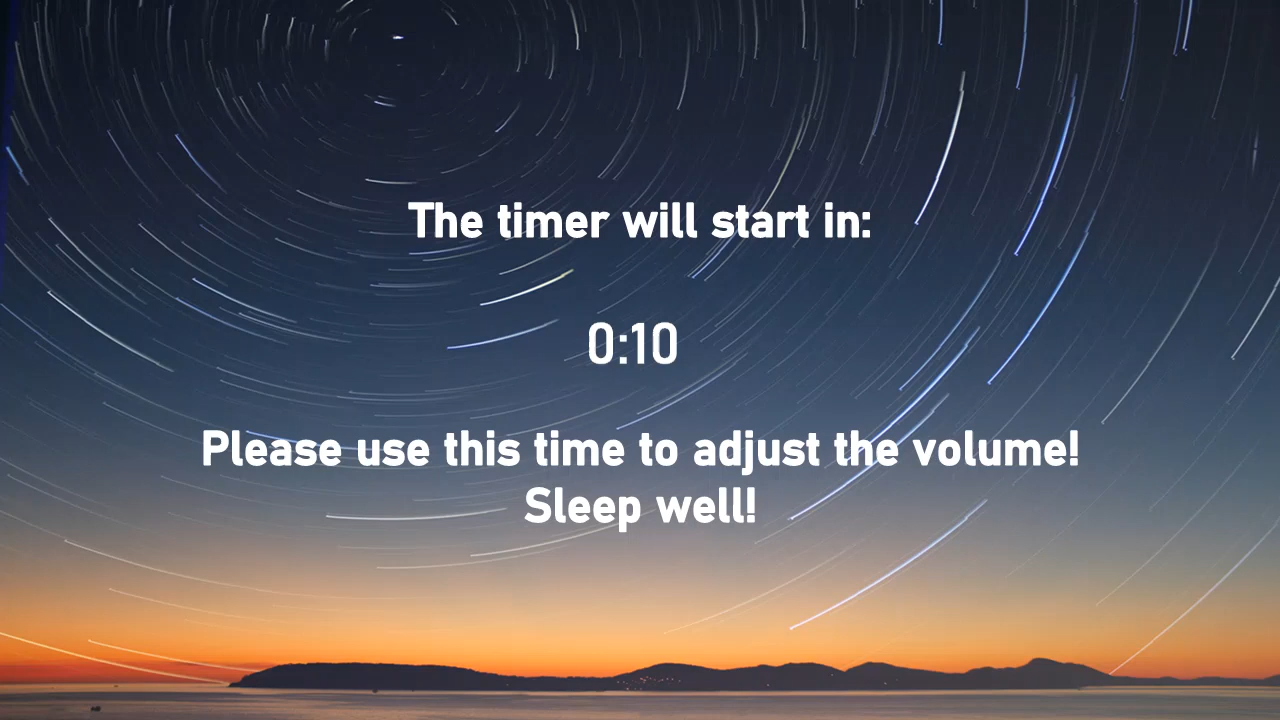 The timer will start in:
0:10
Please use this time to adjust the volume!
Sleep well!